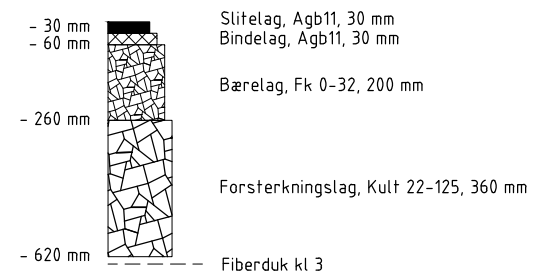 - 30 mm Slitelag, Agb11, 30 mm
- 60 mm Bindelag, Agb11, 30 mm
Bærelag, Fk 0-32, 200 mm
- 260 mm
Forsterkningslag, Kult 22-125, 360 mm
- 620 mm
Fiberduk kl 3